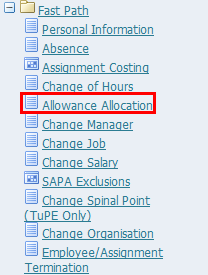 Fast Path
Personal Information
Absence
Assignment Costing
Change of Hours
Allowance Allocation
Change Manager
Change Job
Change Salary
SAPA Exclusions
Change Spinal Point
(TuPE Only)
Change Organisation
Employee/Assignment
Termination